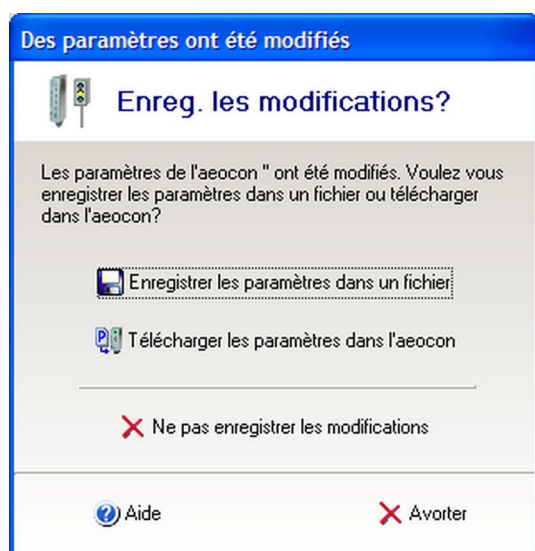 Des paramètres ont été modifiés
Enreg. les modifications?
Les paramètres de l'aeocon '' ont été modifiés. Voulez vous
enregistrer les paramètres dans un fichier ou télécharger
dans l'aeocon?
Enregistrer les paramètres dans un fichier
Télécharger les paramètres dans l'aeocon
Ne pas enregistrer les modifications
Aide
Avorter